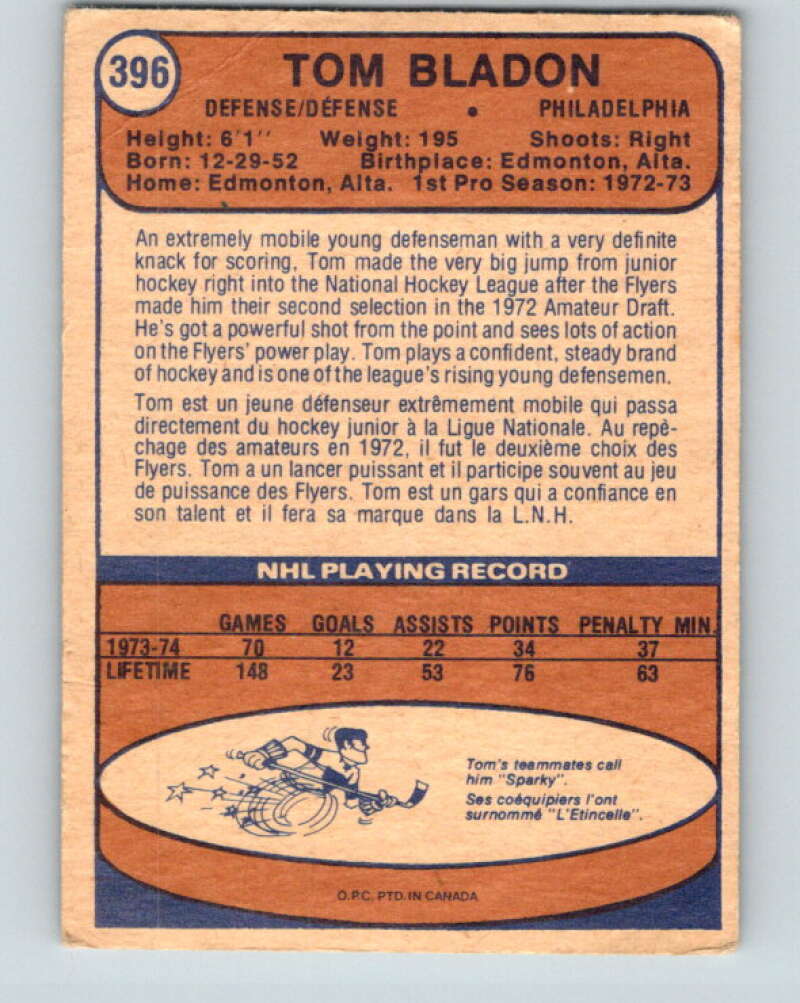 396
TOM BLADON
DEFENSE/DÉFENSE • PHILADELPHIA
Height: 6'1'' Weight: 195 Shoots: Right
Born: 12-29-52 Birthplace: Edmonton, Alta.
Home: Edmonton, Alta. 1st Pro Season: 1972-73
An extremely mobile young defenseman with a very definite
knack for scoring, Tom made the very big jump from junior
hockey right into the National Hockey League after the Flyers
made him their second selection in the 1972 Amateur Draft.
He's got a powerful shot from the point and sees lots of action
on the Flyers' power play. Tom plays a confident, steady brand
of hockey and is one of the league's rising young defensemen.
Tom est un jeune défenseur extrêmement mobile qui passa
directement du hockey junior à la Ligue Nationale. Au repê-
chage des amateurs en 1972, il fut le deuxième choix des
Flyers. Tom a un lancer puissant et il participe souvent au jeu
de puissance des Flyers. Tom est un gars qui a confiance en
son talent et il fera sa marque dans la L.N.H.
NHL PLAYING RECORD
GAMES GOALS ASSISTS POINTS PENALTY MIN.
1973-74 70 12 22 34 37
LIFETIME 148 23 53 76 63
Tom's teammates call
him "Sparky".
Ses coéquipiers l'ont
surnommé "L'Etincelle".
O.P.C. PTD. IN CANADA